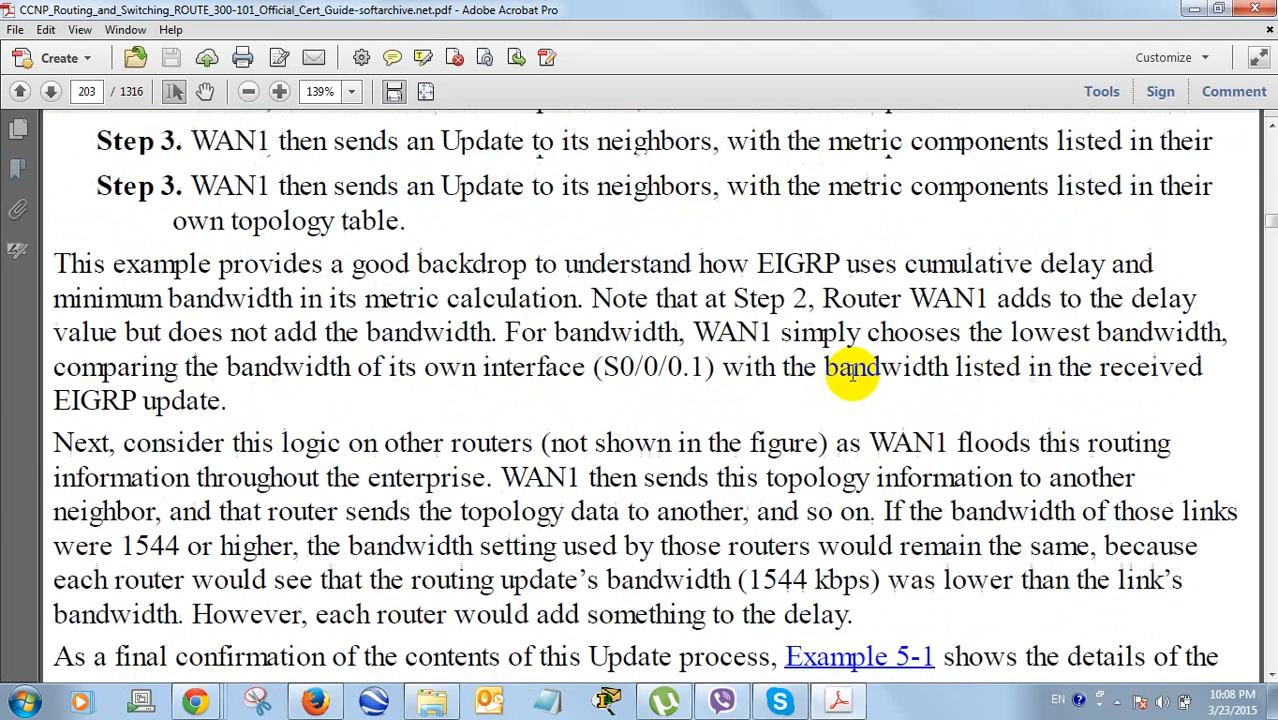 CCNP_Routing_and_Switching_ROUTE_300-101_Official_Cert_Guide-softarchive.net.pdf - Adobe Acrobat Pro
File Edit View Window Help
Create Customize
203 / 1316 139% Tools Sign Comment
Step 3. WAN1 then sends an Update to its neighbors, with the metric components listed in their
Step 3. WAN1 then sends an Update to its neighbors, with the metric components listed in their
own topology table.
This example provides a good backdrop to understand how EIGRP uses cumulative delay and
minimum bandwidth in its metric calculation. Note that at Step 2, Router WAN1 adds to the delay
value but does not add the bandwidth. For bandwidth, WAN1 simply chooses the lowest bandwidth,
comparing the bandwidth of its own interface (S0/0/0.1) with the bandwidth listed in the received
EIGRP update.
Next, consider this logic on other routers (not shown in the figure) as WAN1 floods this routing
information throughout the enterprise. WAN1 then sends this topology information to another
neighbor, and that router sends the topology data to another, and so on. If the bandwidth of those links
were 1544 or higher, the bandwidth setting used by those routers would remain the same, because
each router would see that the routing update’s bandwidth (1544 kbps) was lower than the link’s
bandwidth. However, each router would add something to the delay.
As a final confirmation of the contents of this Update process, Example 5-1 shows the details of the
EN 10:08 PM
3/23/2015